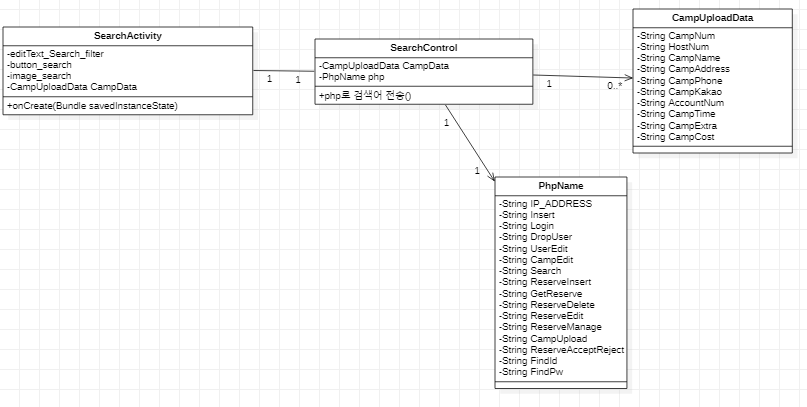 SearchActivity
-editText_Search_filter
-button_search
-image_search
-CampUploadData CampData
+onCreate(Bundle savedInstanceState)
1
1
SearchControl
-CampUploadData CampData
-PhpName php
+php로 검색어 전송()
1
0..*
1
1
CampUploadData
-String CampNum
-String HostNum
-String CampName
-String CampAddress
-String CampPhone
-String CampKakao
-String AccountNum
-String CampTime
-String CampExtra
-String CampCost
PhpName
-String IP_ADDRESS
-String Insert
-String Login
-String DropUser
-String UserEdit
-String CampEdit
-String Search
-String ReserveInsert
-String GetReserve
-String ReserveDelete
-String ReserveEdit
-String ReserveManage
-String CampUpload
-String ReserveAcceptReject
-String FindId
-String FindPw